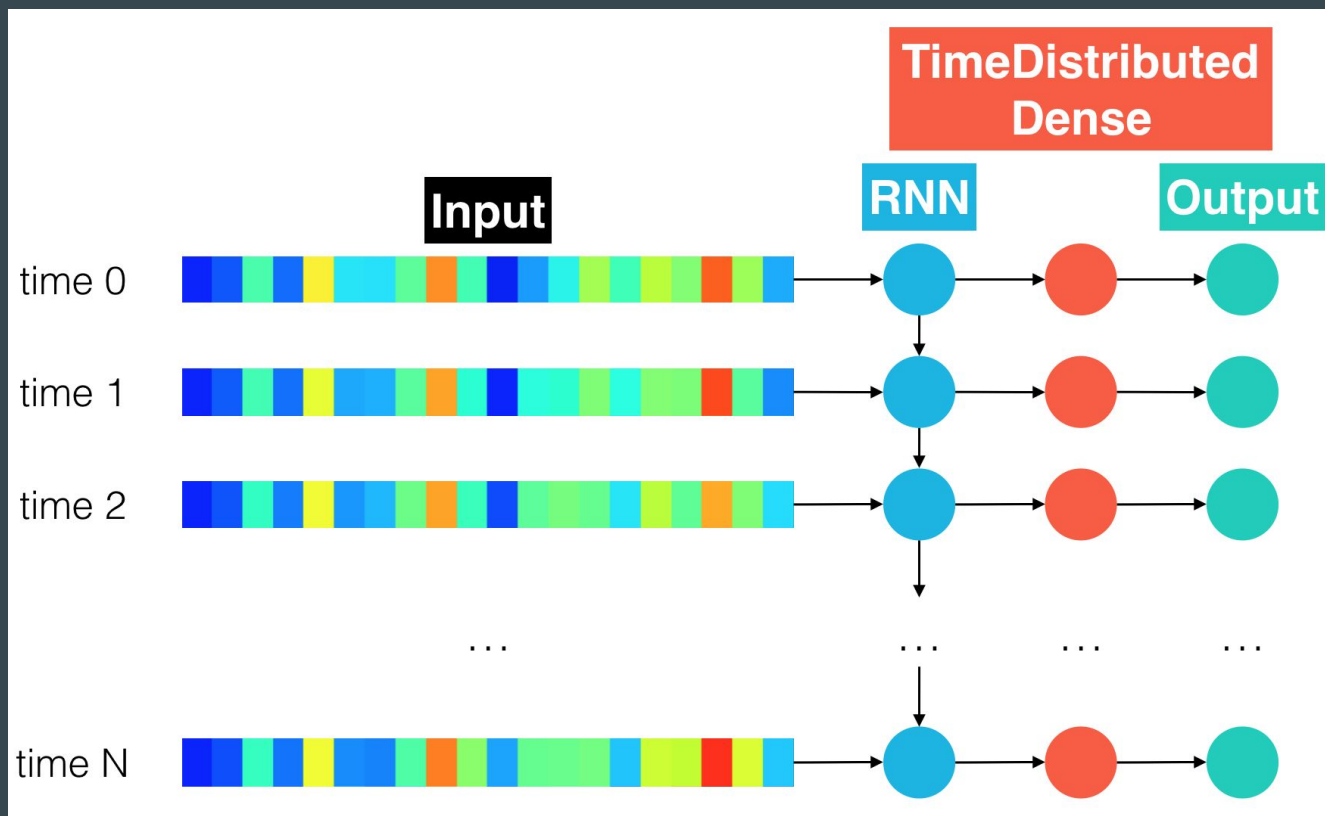 TimeDistributed
Dense
Input
RNN
Output
time 0
time 1
time 2
... ... ... ...
time N